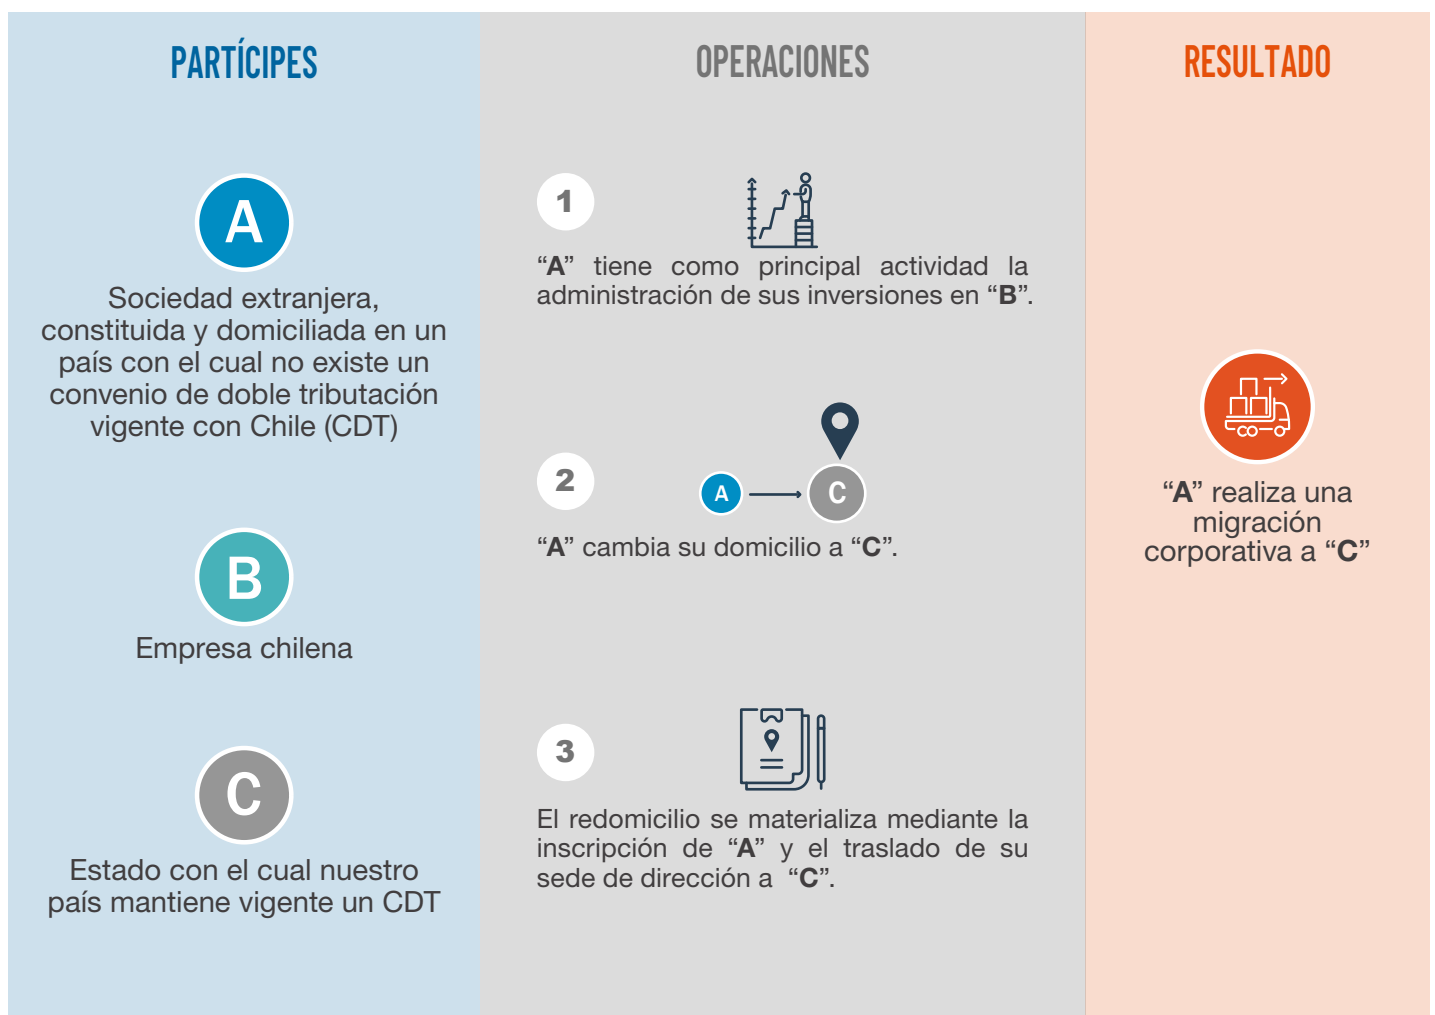 PARTÍCIPES
A
Sociedad extranjera,
constituida y domiciliada en un
país con el cual no existe un
convenio de doble tributación
vigente con Chile (CDT)
B
Empresa chilena
C
Estado con el cual nuestro
país mantiene vigente un CDT
OPERACIONES
1
“A” tiene como principal actividad la
administración de sus inversiones en “B”.
2
A
C
“A” cambia su domicilio a “C”.
3
El redomicilio se materializa mediante la
inscripción de “A” y el traslado de su
sede de dirección a “C”.
RESULTADO
“A” realiza una
migración
corporativa a “C”